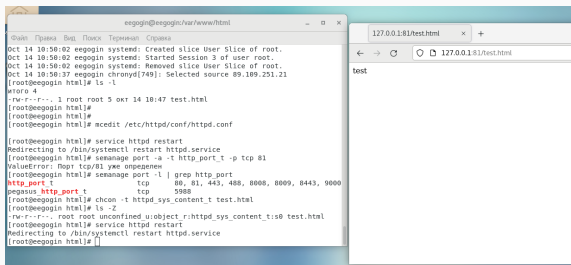 eegogin@eegogin:/var/www/html
Файл Правка Вид Поиск Терминал Справка
Oct 14 10:50:02 eegogin systemd: Created slice User Slice of root.
Oct 14 10:50:02 eegogin systemd: Started Session 3 of user root.
Oct 14 10:50:02 eegogin systemd: Removed slice User Slice of root.
Oct 14 10:50:37 eegogin chronyd[749]: Selected source 89.109.251.21
[root@eegogin html]# ls -l
итого 4
-rw-r--r--. 1 root root 5 окт 14 10:47 test.html
[root@eegogin html]#
[root@eegogin html]#
[root@eegogin html]# mcedit /etc/httpd/conf/httpd.conf
[root@eegogin html]# service httpd restart
Redirecting to /bin/systemctl restart httpd.service
[root@eegogin html]# semanage port -a -t http_port_t -p tcp 81
ValueError: Порт tcp/81 уже определен
[root@eegogin html]# semanage port -l | grep http_port
http_port_t tcp 80, 81, 443, 488, 8008, 8009, 8443, 9000
pegasus_http_port_t tcp 5988
[root@eegogin html]# chcon -t httpd_sys_content_t test.html
[root@eegogin html]# ls -Z
-rw-r--r--. root root unconfined_u:object_r:httpd_sys_content_t:s0 test.html
[root@eegogin html]# service httpd restart
Redirecting to /bin/systemctl restart httpd.service
[root@eegogin html]#
127.0.0.1:81/test.html
127.0.0.1:81/test.html
test